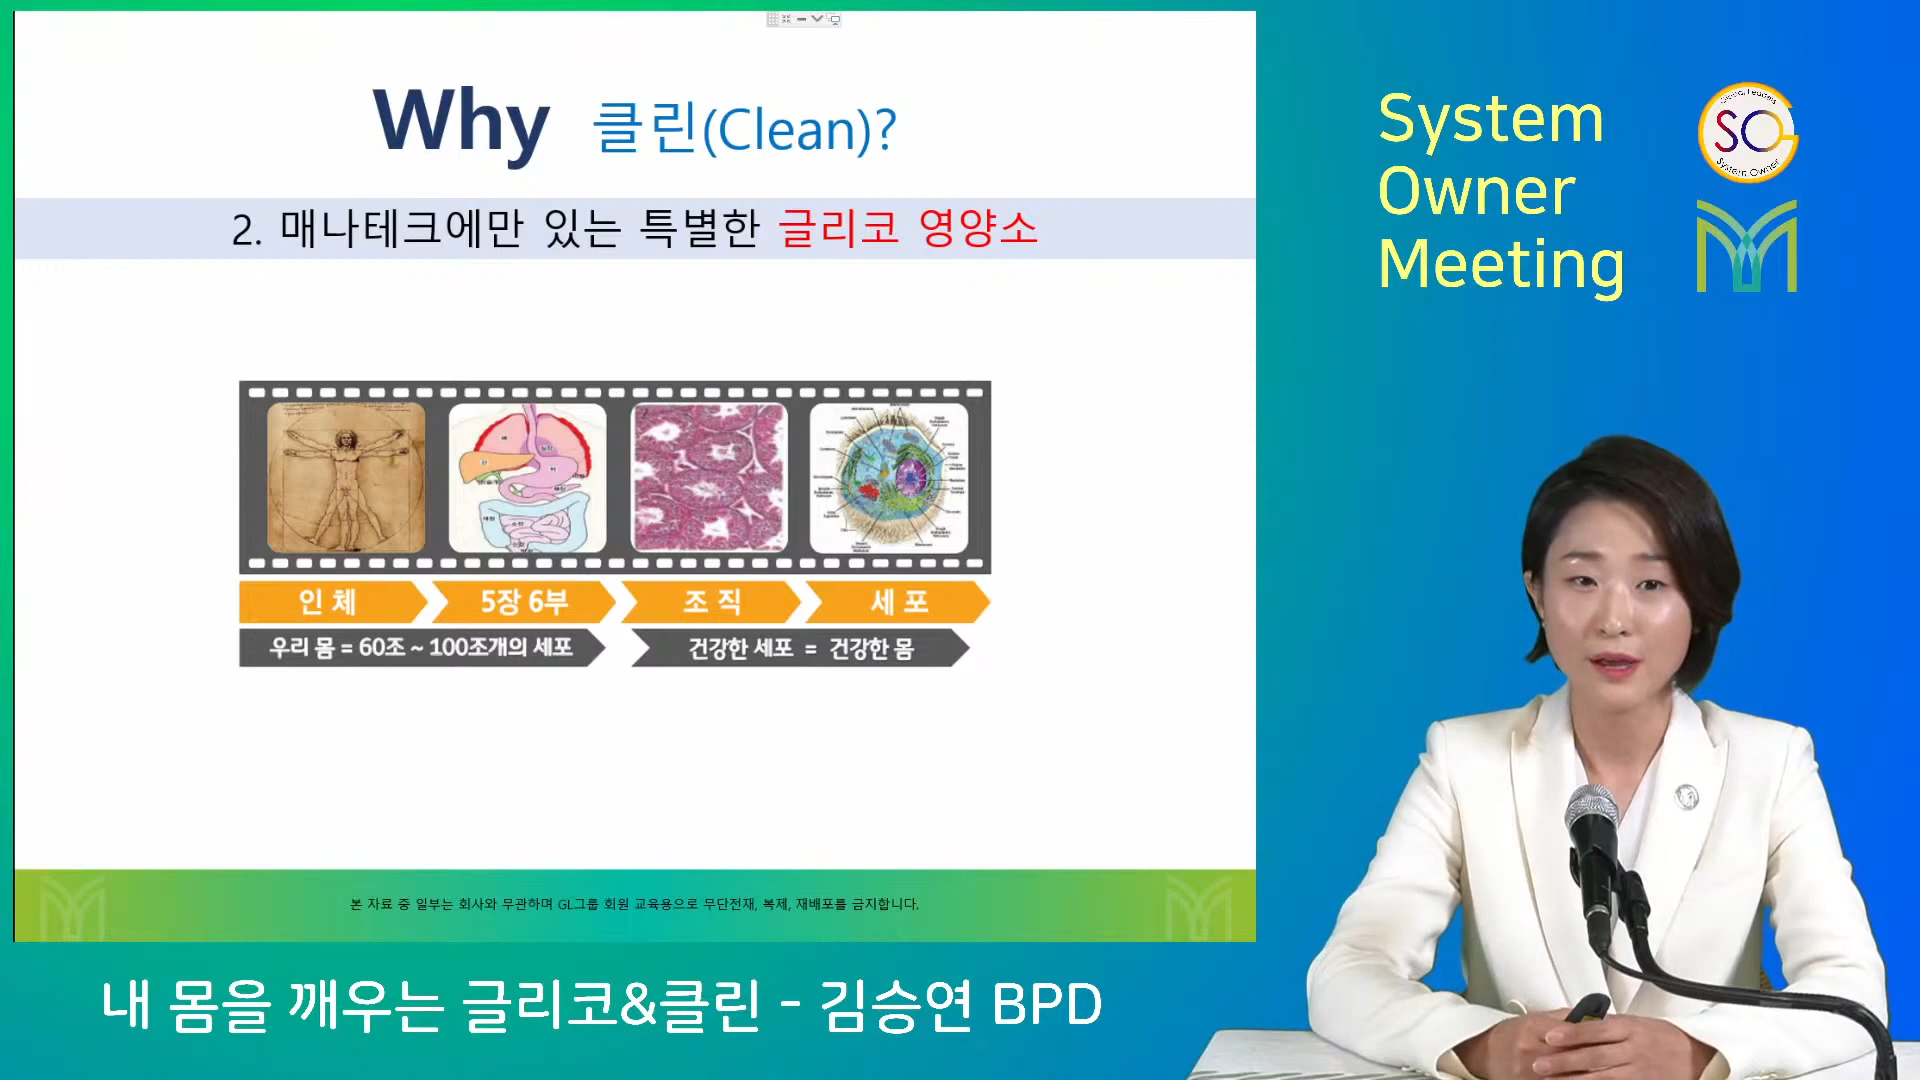 Why 클린(Clean)?
2. 매나테크에만 있는 특별한 글리코 영양소
인 체
5장 6부
조 직
세 포
우리 몸 = 60조 ~ 100조개의 세포
건강한 세포 = 건강한 몸
본 자료 중 일부는 회사와 무관하며 GL그룹 회원 교육용으로 무단전재, 복제, 재배포를 금지합니다.
System
Owner
Meeting
Global Leaders
SO
System Owner
내 몸을 깨우는 글리코&클린 - 김승연 BPD